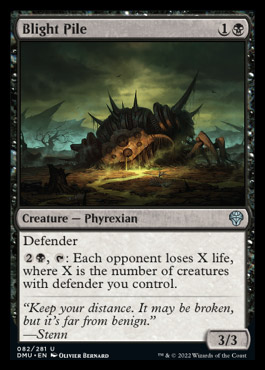 Blight Pile 1
Creature — Phyrexian
Defender
2, : Each opponent loses X life,
where X is the number of creatures
with defender you control.
“Keep your distance. It may be broken,
but it’s far from benign.”
—Stenn
3/3
082/281 U
DMU • EN Olivier Bernard
™ & © 2022 Wizards of the Coast